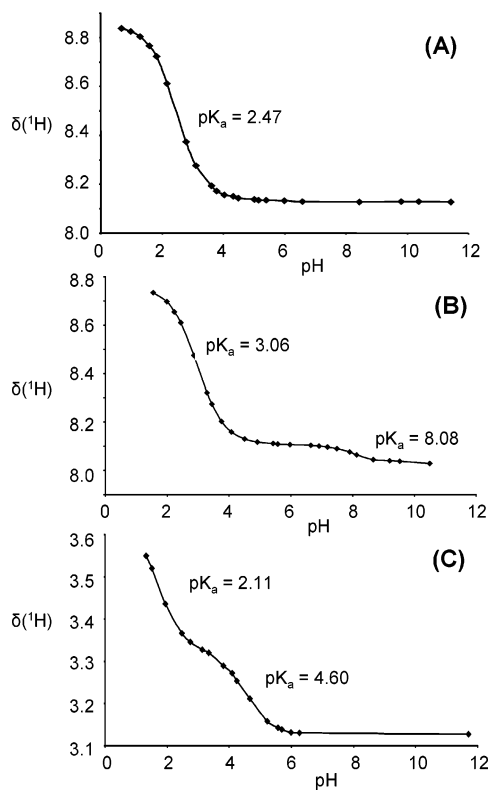 (A)
8.8
8.6
δ(¹H)
8.4
8.2
8.0
pKₐ = 2.47
0 2 4 6 8 10 12
pH
(B)
8.8
8.6
δ(¹H)
8.4
8.2
8.0
pKₐ = 3.06
pKₐ = 8.08
0 2 4 6 8 10 12
pH
(C)
3.6
3.5
δ(¹H)
3.4
3.3
3.2
3.1
pKₐ = 2.11
pKₐ = 4.60
0 2 4 6 8 10 12
pH